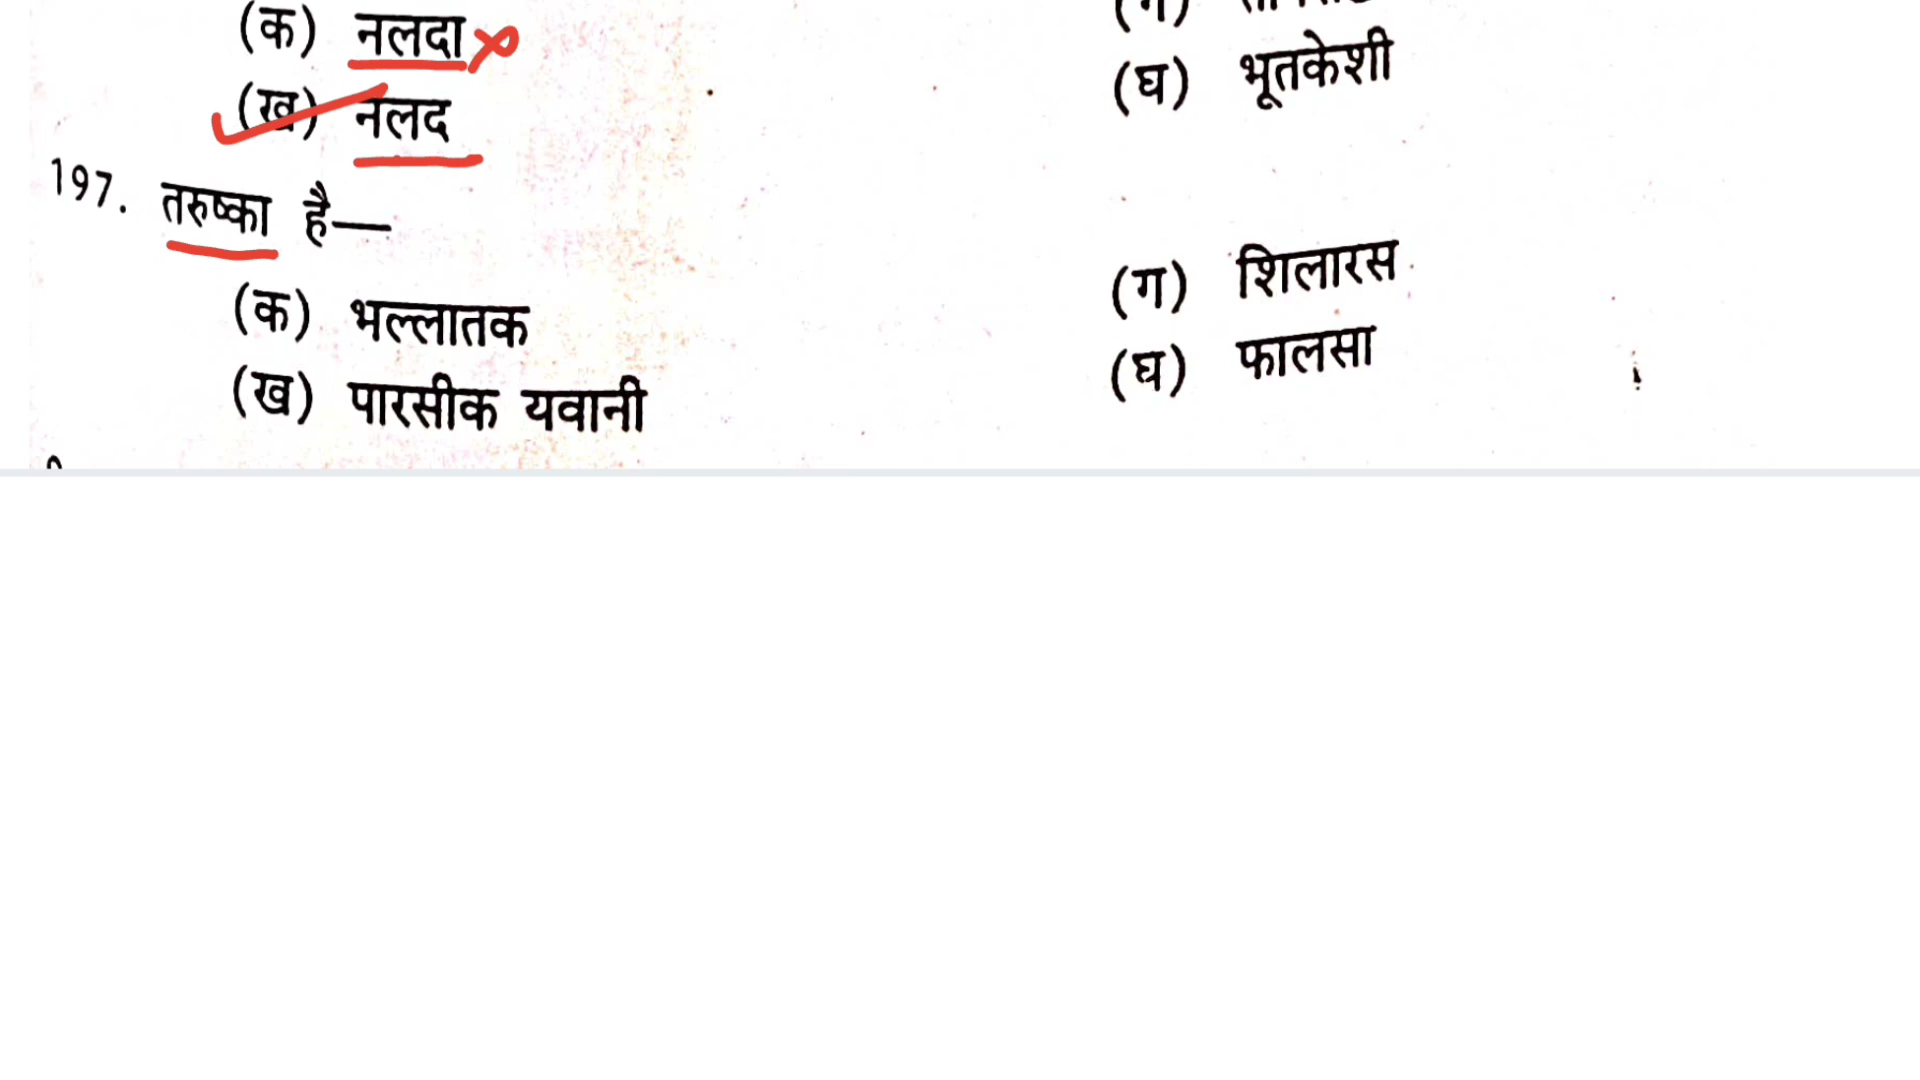 (क) नलदा
(ख) नलद
(घ) भूतकेशी
197. तरुष्का है—
(क) भल्लातक
(ख) पारसीक यवानी
(ग) शिलारस
(घ) फालसा